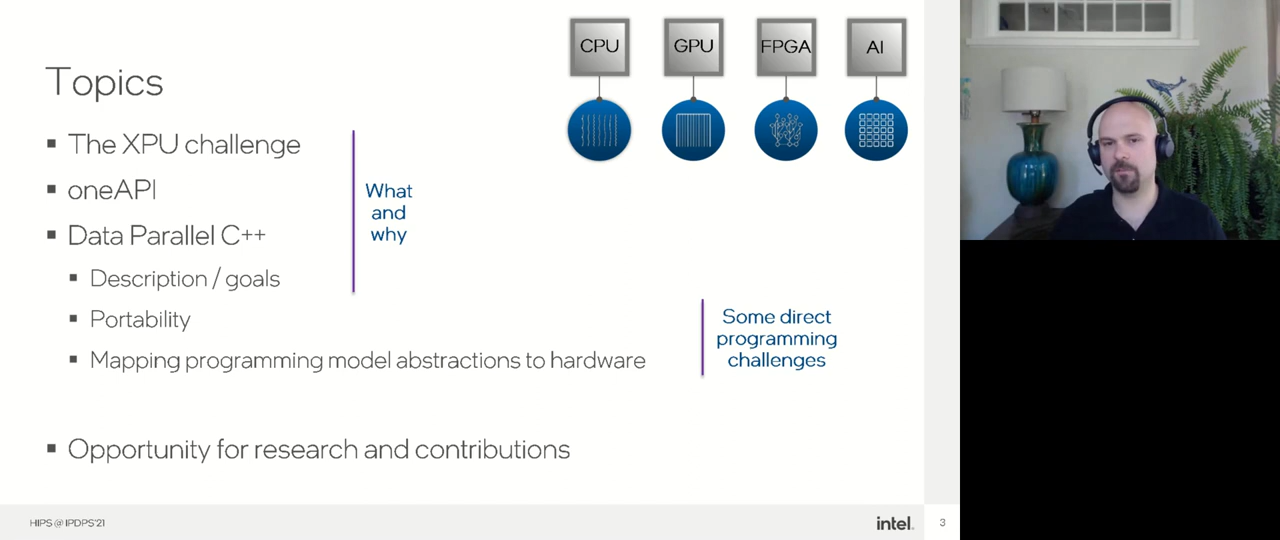 CPU
GPU
FPGA
AI
Topics
The XPU challenge
oneAPI
Data Parallel C++
Description / goals
Portability
Mapping programming model abstractions to hardware
What
and
why
Some direct
programming
challenges
Opportunity for research and contributions
HIPS @ IPDPS'21
intel.
3